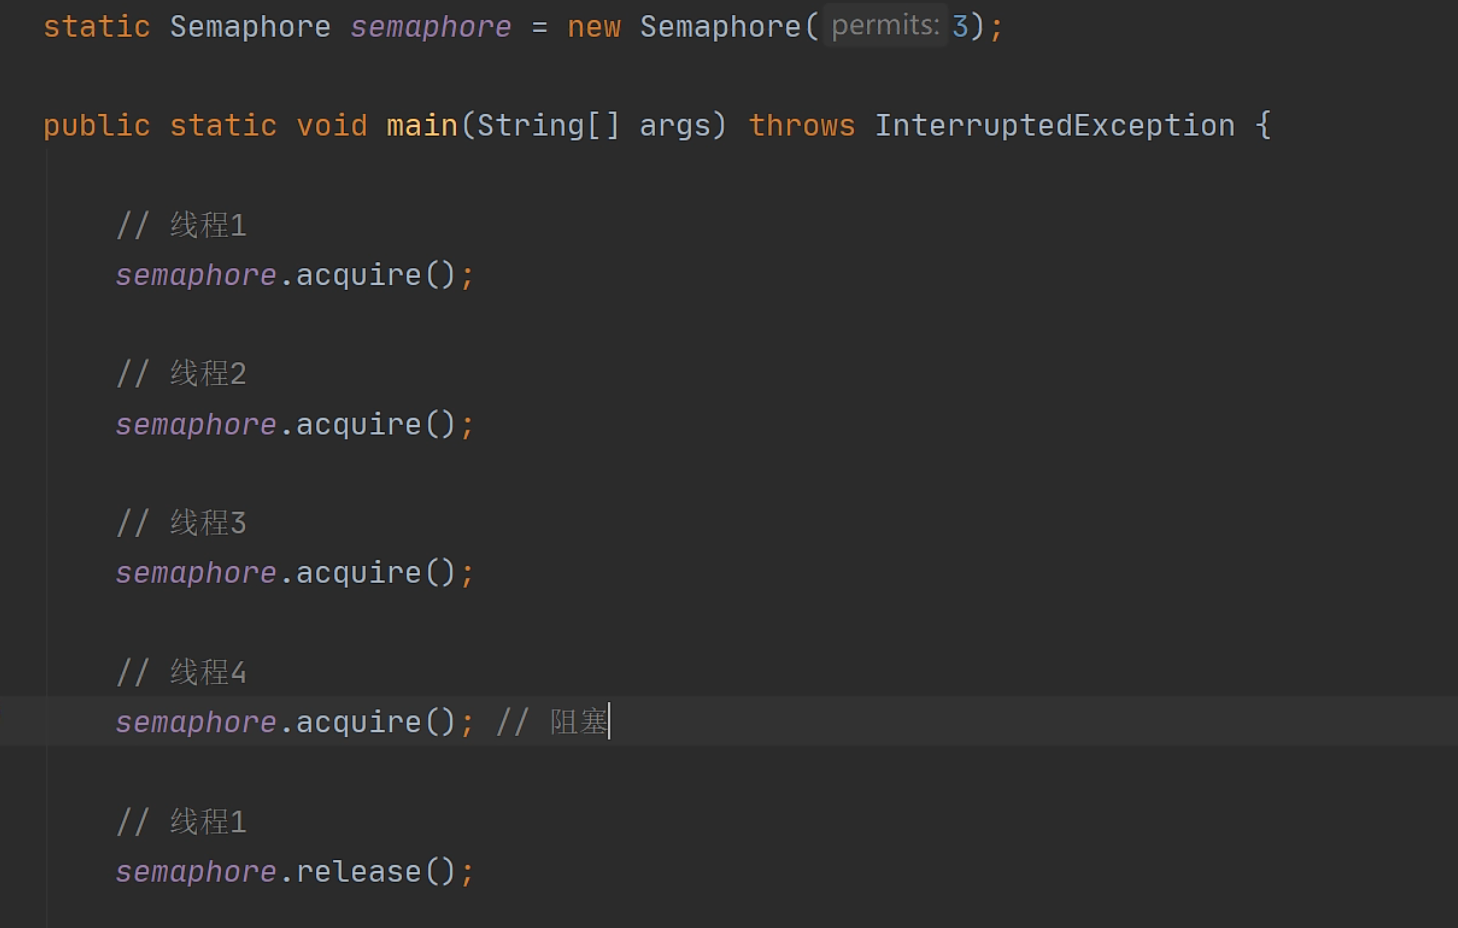 static Semaphore semaphore = new Semaphore( permits: 3);
public static void main(String[] args) throws InterruptedException {
// 线程1
semaphore.acquire();
// 线程2
semaphore.acquire();
// 线程3
semaphore.acquire();
// 线程4
semaphore.acquire(); // 阻塞
// 线程1
semaphore.release();